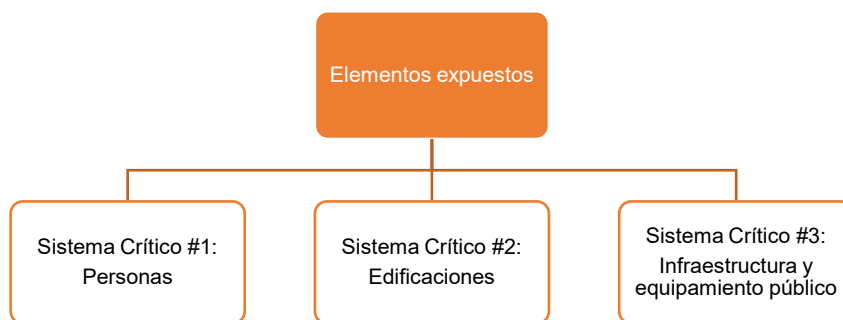 Elementos expuestos
Sistema Crítico #1:
Personas
Sistema Crítico #2:
Edificaciones
Sistema Crítico #3:
Infraestructura y
equipamiento público